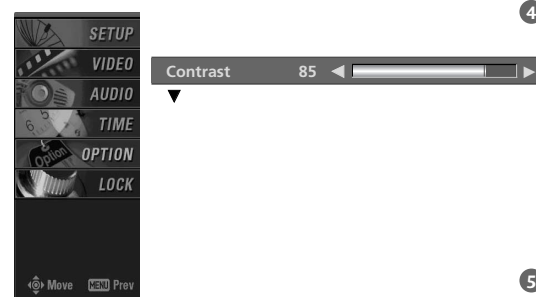 4
SETUP
VIDEO
Contrast 85 ◀ ▶
AUDIO
▼
TIME
OPTION
LOCK
Move MENU Prev
5